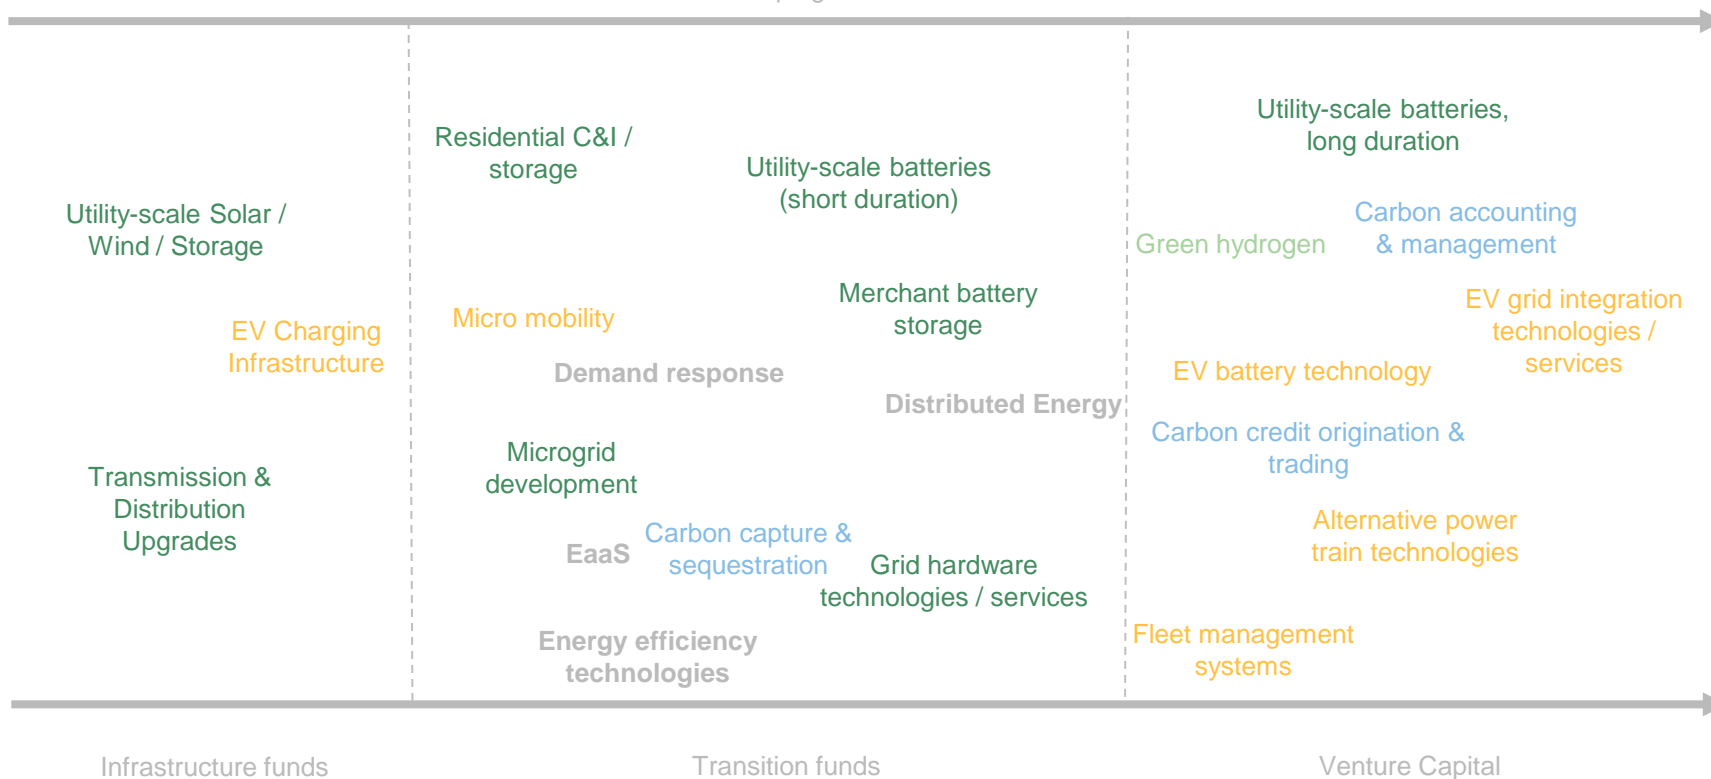 Utility-scale Solar /
Wind / Storage
EV Charging
Infrastructure
Transmission &
Distribution
Upgrades
Residential C&I /
storage
Utility-scale batteries
(short duration)
Micro mobility
Merchant battery
storage
Demand response
Distributed Energy
Microgrid
development
EaaS
Carbon capture &
sequestration
Grid hardware
technologies / services
Energy efficiency
technologies
Utility-scale batteries,
long duration
Green hydrogen
Carbon accounting
& management
EV grid integration
technologies /
services
EV battery technology
Carbon credit origination &
trading
Alternative power
train technologies
Fleet management
systems
Infrastructure funds
Transition funds
Venture Capital